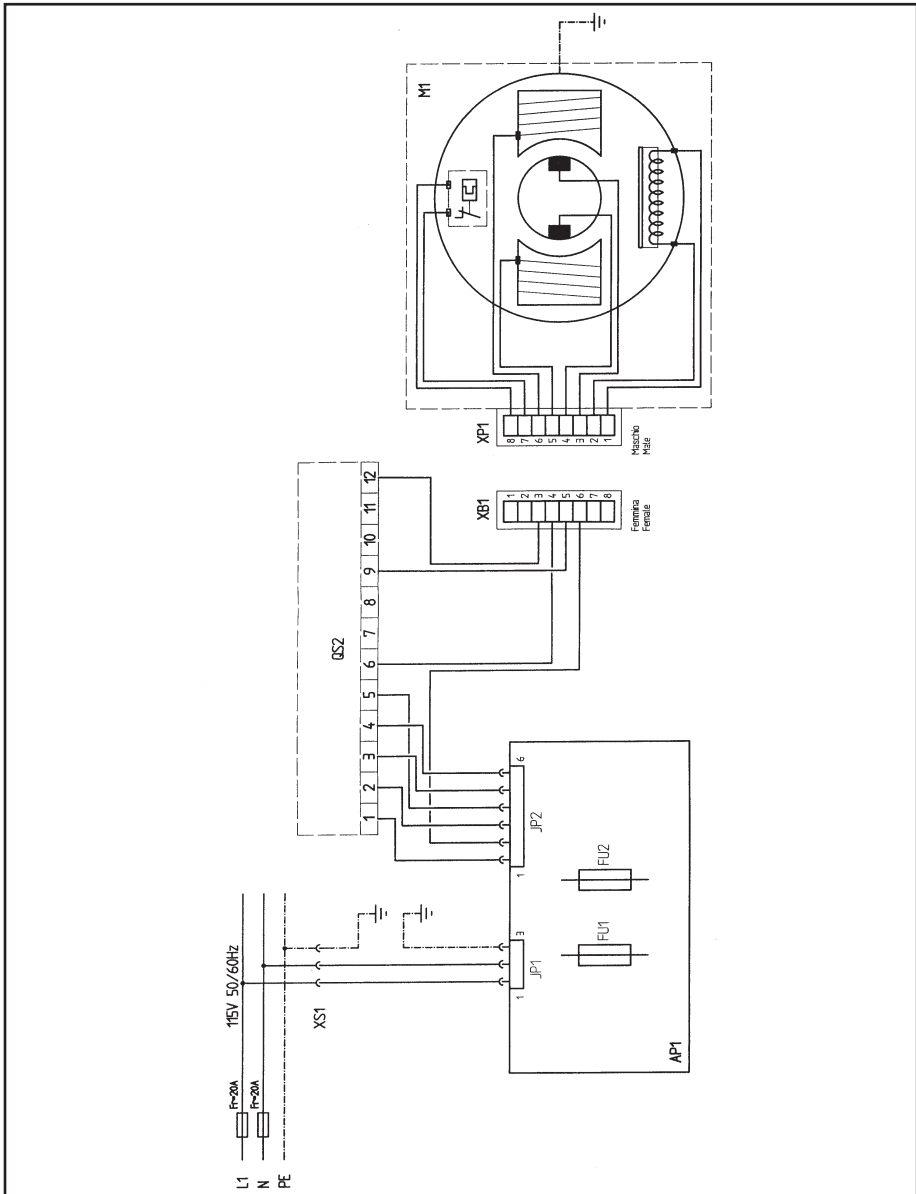 L1
N
PE
Fr=20A
Fr=20A
115V 50/60Hz
XS1
QS2
1 2 3 4 5 6 7 8 9 10 11 12
AP1
JP1
1 3
FU1
FU2
JP2
1 6
XB1
1 2 3 4 5 6 7 8
Femmina
Female
XP1
8 7 6 5 4 3 2 1
Maschio
Male
M1